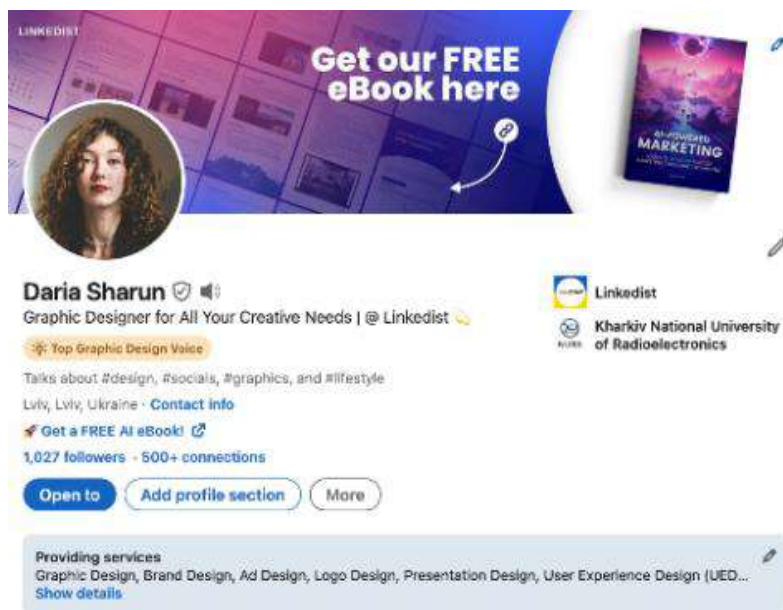 LINKEDIST
Get our FREE
eBook here
AI-POWERED
MARKETING
Daria Sharun
Graphic Designer for All Your Creative Needs | @ Linkedist 💫
Top Graphic Design Voice
Talks about #design, #socials, #graphics, and #lifestyle
Lviv, Lviv, Ukraine · Contact info
🚀 Get a FREE AI eBook!
1,027 followers · 500+ connections
Open to
Add profile section
More
Linkedist
Kharkiv National University
of Radioelectronics
Providing services
Graphic Design, Brand Design, Ad Design, Logo Design, Presentation Design, User Experience Design (UED...
Show details